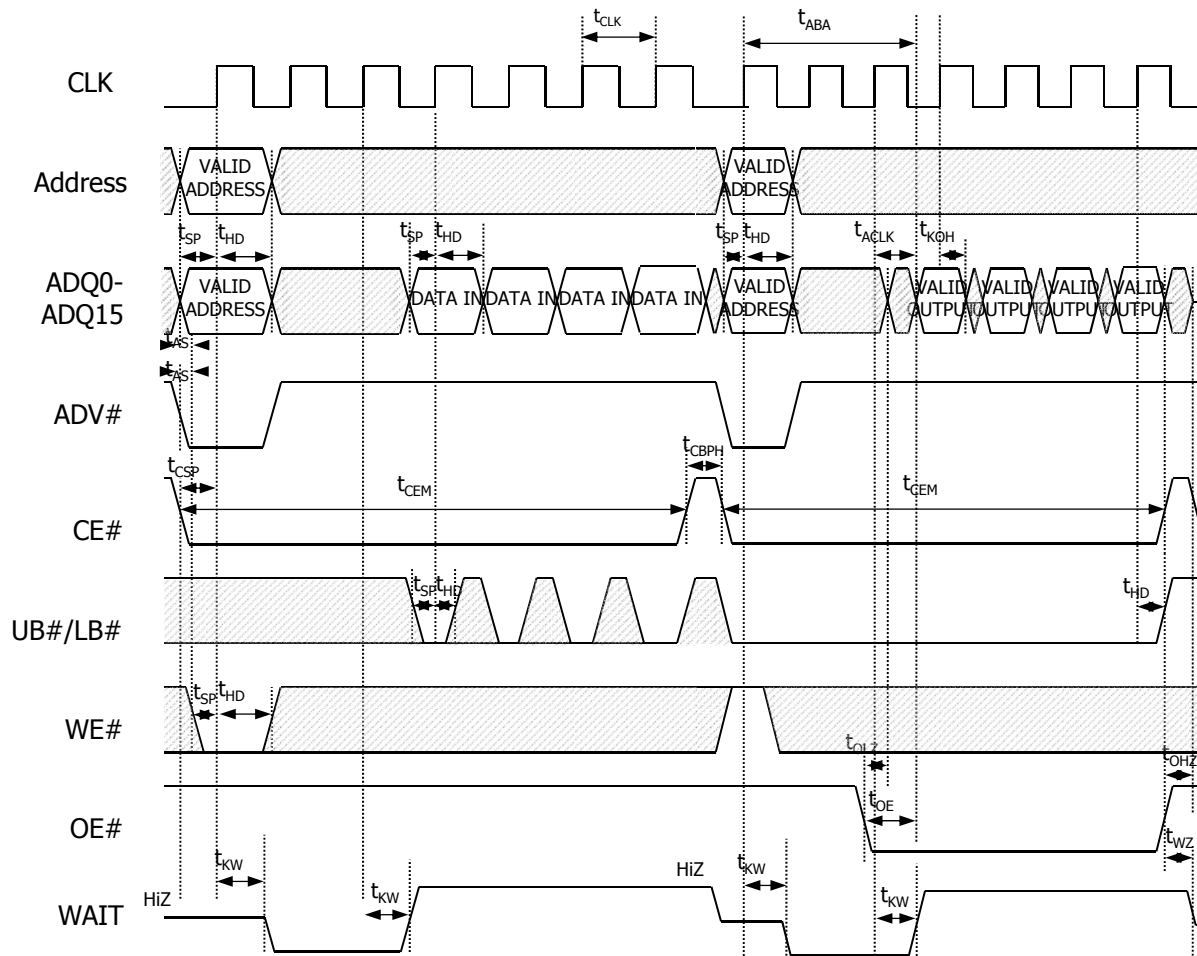 tCLK
tABA
CLK
Address
VALID ADDRESS
VALID ADDRESS
tSP tHD tSP tHD tSP tHD tACLK tKOH
ADQ0-
ADQ15
VALID ADDRESS
DATA IN DATA IN DATA IN DATA IN
VALID ADDRESS
VALID OUTPUT VALID OUTPUT VALID OUTPUT VALID OUTPUT
tAS
tAS
ADV#
tCBPH
tCSP
tCEM tCEM
CE#
tSP tHD tHD
UB#/LB#
tSP tHD
WE#
tOLZ tOHZ
tOE
OE#
tWZ
tKW HiZ tKW
HiZ tKW tKW
WAIT